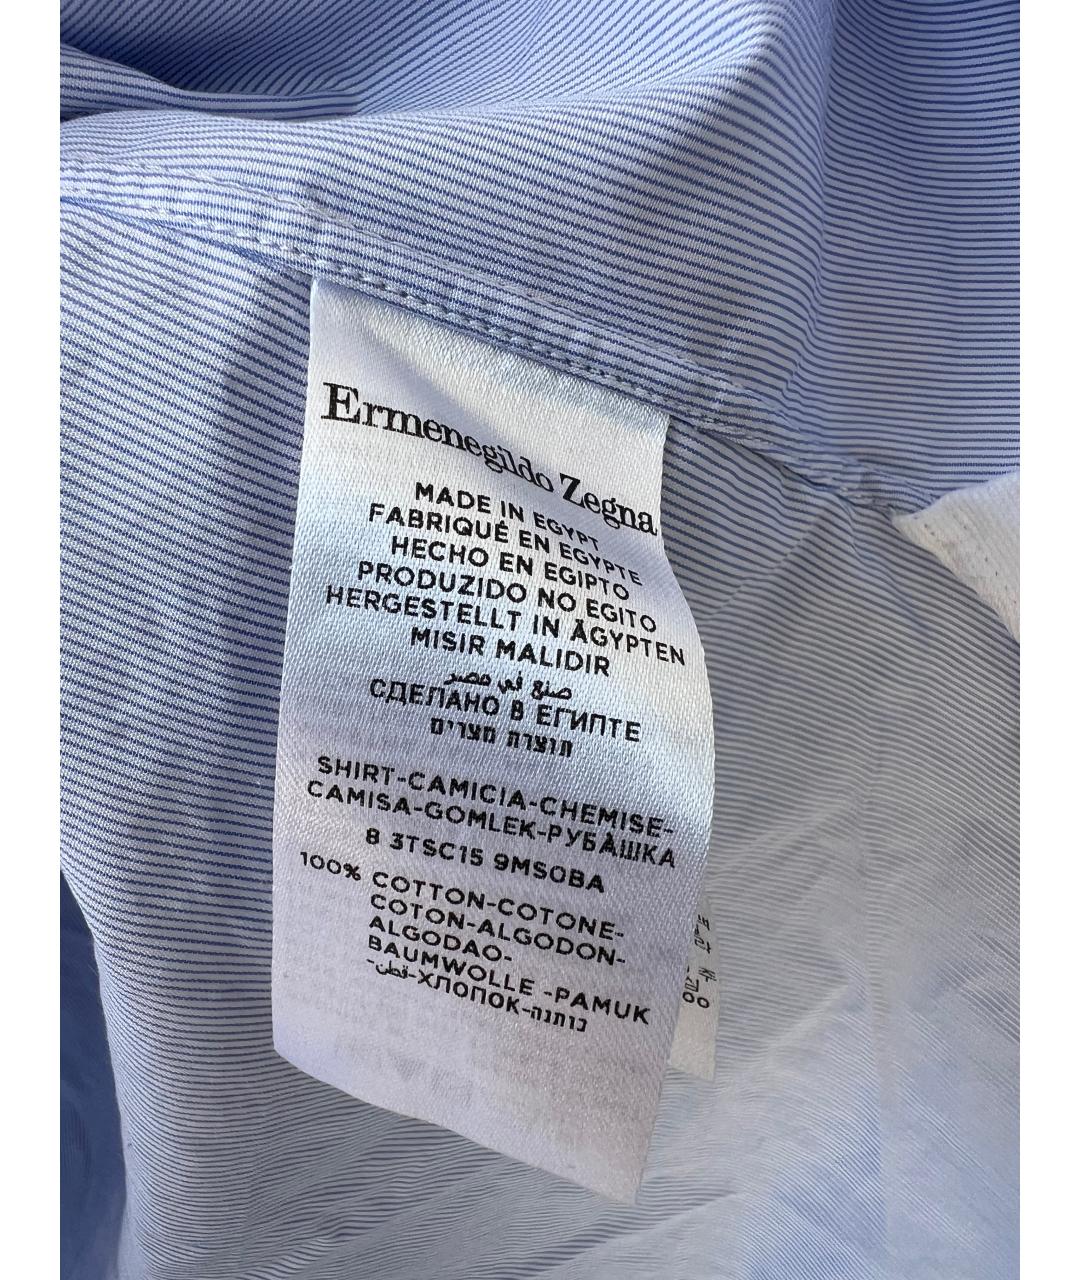 Ermenegildo Zegna
MADE IN EGYPT
FABRIQUÉ EN EGYPTE
HECHO EN EGIPTO
PRODUZIDO NO EGITO
HERGESTELLT IN ÄGYPTEN
MISIR MALIDIR
صنع في مصر
СДЕЛАНО В ЕГИПТЕ
תוצרת מצרים
SHIRT-CAMICIA-CHEMISE-
CAMISA-GOMLEK-РУБАШКА
8 3TSC15 9MSOBA
100% COTTON-COTONE-
COTON-ALGODON-
ALGODAO-
BAUMWOLLE -PAMUK
-قطن-ХЛОПОК-כותנה